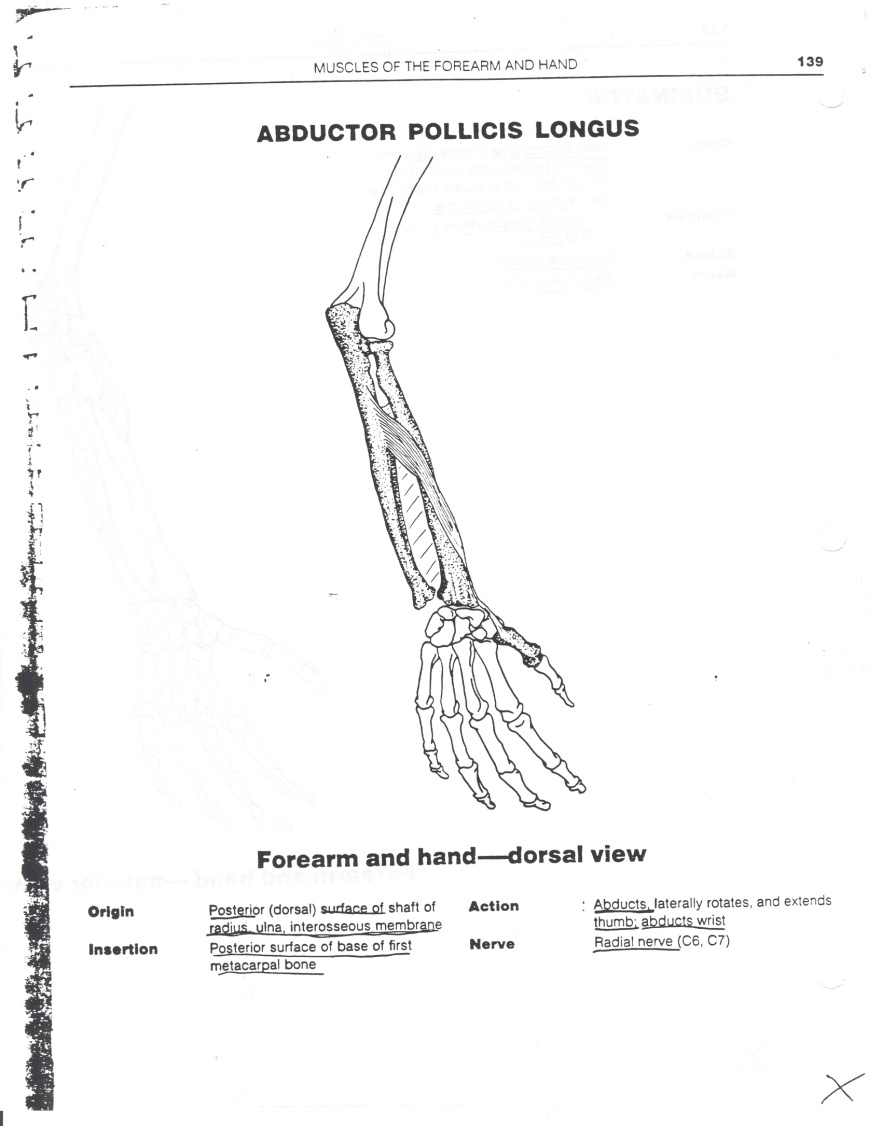 MUSCLES OF THE FOREARM AND HAND
139
ABDUCTOR POLLICIS LONGUS
Forearm and hand—dorsal view
Origin
Posterior (dorsal) surface of shaft of
radius, ulna, interosseous membrane
Insertion
Posterior surface of base of first
metacarpal bone
Action
: Abducts, laterally rotates, and extends
thumb; abducts wrist
Nerve
Radial nerve (C6, C7)